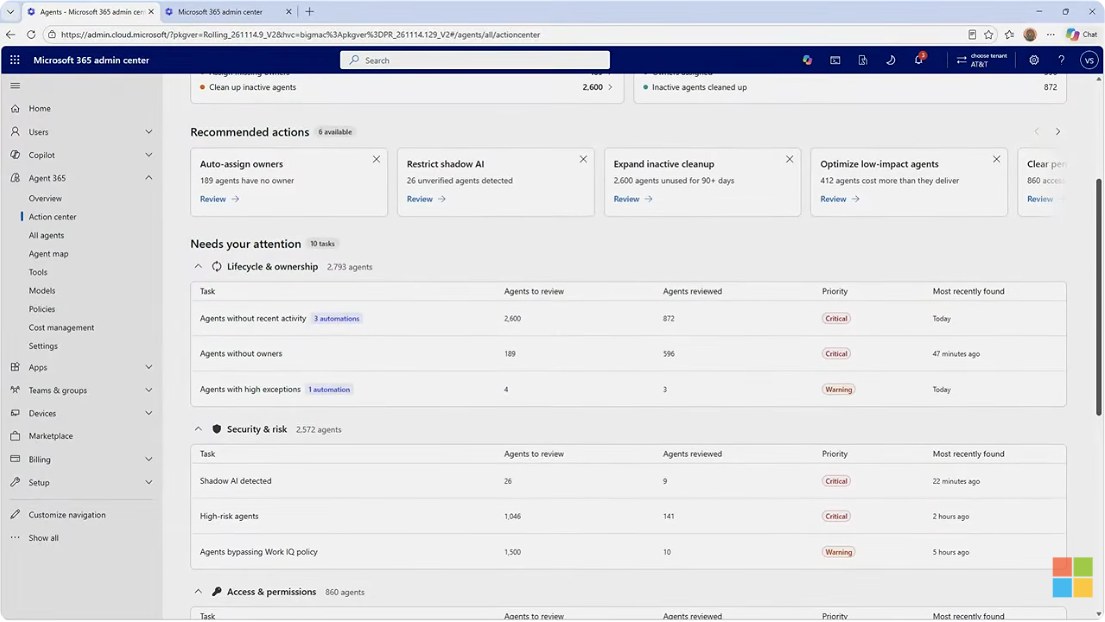 Agents - Microsoft 365 admin cen
Microsoft 365 admin center
https://admin.cloud.microsoft/?pkgver=Rolling_261114.9_V2&hvc=bigmac%3Apkgver%3DPR_261114.129_V2#/agents/all/actioncenter
Chat
Microsoft 365 admin center
Search
choose tenant
AT&T
VS
Home
Users
Copilot
Agent 365
Overview
Action center
All agents
Agent map
Tools
Models
Policies
Cost management
Settings
Apps
Teams & groups
Devices
Marketplace
Billing
Setup
Customize navigation
Show all
Clean up inactive agents 2,600
Inactive agents cleaned up 872
Recommended actions 6 available
Auto-assign owners
189 agents have no owner
Review
Restrict shadow AI
26 unverified agents detected
Review
Expand inactive cleanup
2,600 agents unused for 90+ days
Review
Optimize low-impact agents
412 agents cost more than they deliver
Review
Clear per
860 acces
Review
Needs your attention 10 tasks
Lifecycle & ownership 2,793 agents
Task Agents to review Agents reviewed Priority Most recently found
Agents without recent activity 3 automations 2,600 872 Critical Today
Agents without owners 189 596 Critical 47 minutes ago
Agents with high exceptions 1 automation 4 3 Warning Today
Security & risk 2,572 agents
Task Agents to review Agents reviewed Priority Most recently found
Shadow AI detected 26 9 Critical 22 minutes ago
High-risk agents 1,046 141 Critical 2 hours ago
Agents bypassing Work IQ policy 1,500 10 Warning 5 hours ago
Access & permissions 860 agents
Task Agents to review Agents reviewed Priority Most recently found